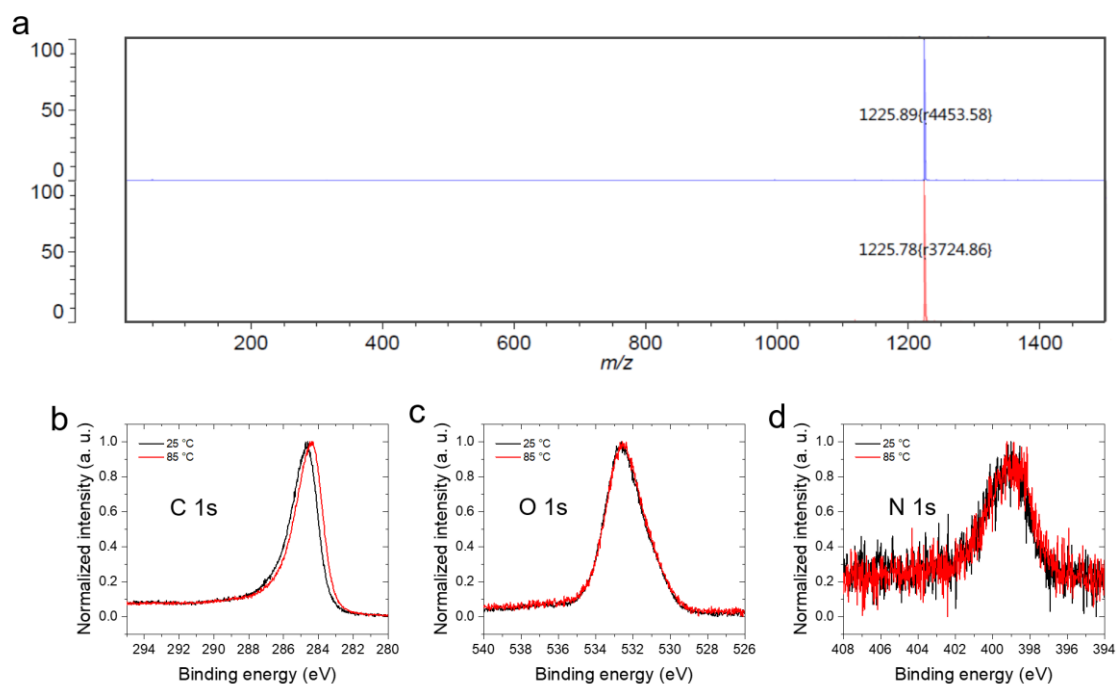 a
100
50
0
1225.89{r4453.58}
100
50
0
1225.78{r3724.86}
200 400 600 800 1000 1200 1400
m/z
b
Normalized intensity (a. u.)
1.0
0.8
0.6
0.4
0.2
0.0
25 °C
85 °C
C 1s
294 292 290 288 286 284 282 280
Binding energy (eV)
c
Normalized intensity (a. u.)
1.0
0.8
0.6
0.4
0.2
0.0
25 °C
85 °C
O 1s
540 538 536 534 532 530 528 526
Binding energy (eV)
d
Normalized intensity (a. u.)
1.0
0.8
0.6
0.4
0.2
0.0
25 °C
85 °C
N 1s
408 406 404 402 400 398 396 394
Binding energy (eV)